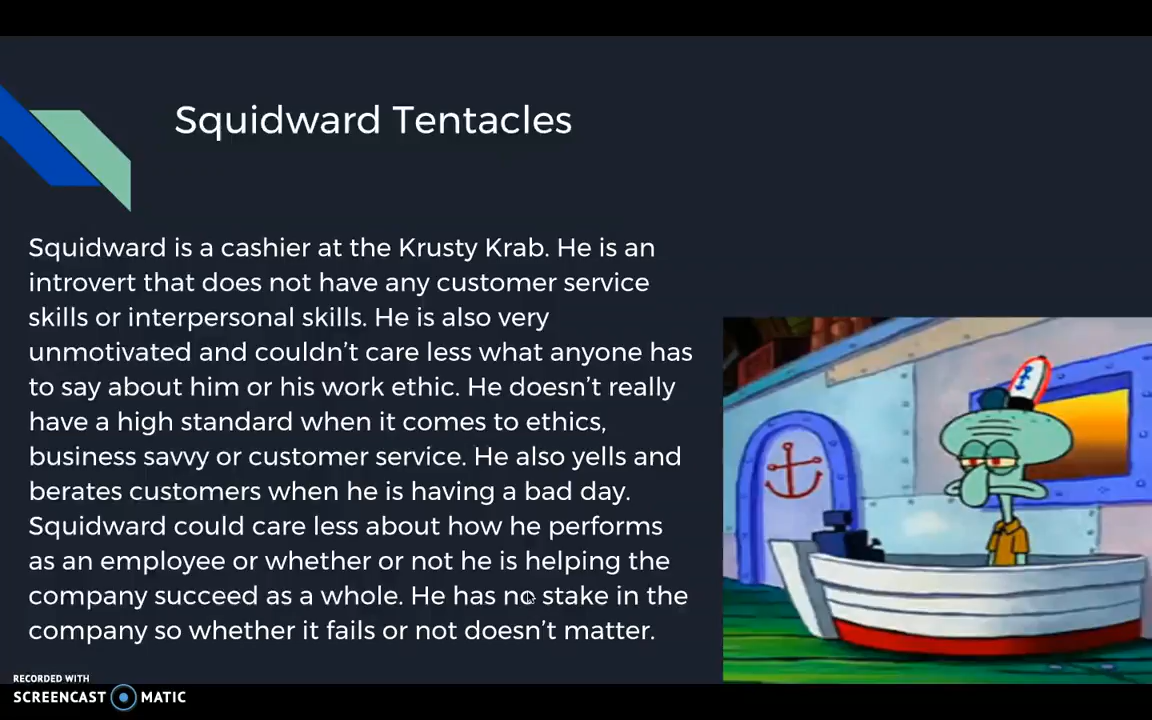 Squidward Tentacles
Squidward is a cashier at the Krusty Krab. He is an
introvert that does not have any customer service
skills or interpersonal skills. He is also very
unmotivated and couldn't care less what anyone has
to say about him or his work ethic. He doesn't really
have a high standard when it comes to ethics,
business savvy or customer service. He also yells and
berates customers when he is having a bad day.
Squidward could care less about how he performs
as an employee or whether or not he is helping the
company succeed as a whole. He has no stake in the
company so whether it fails or not doesn't matter.
RECORDED WITH
SCREENCAST MATIC